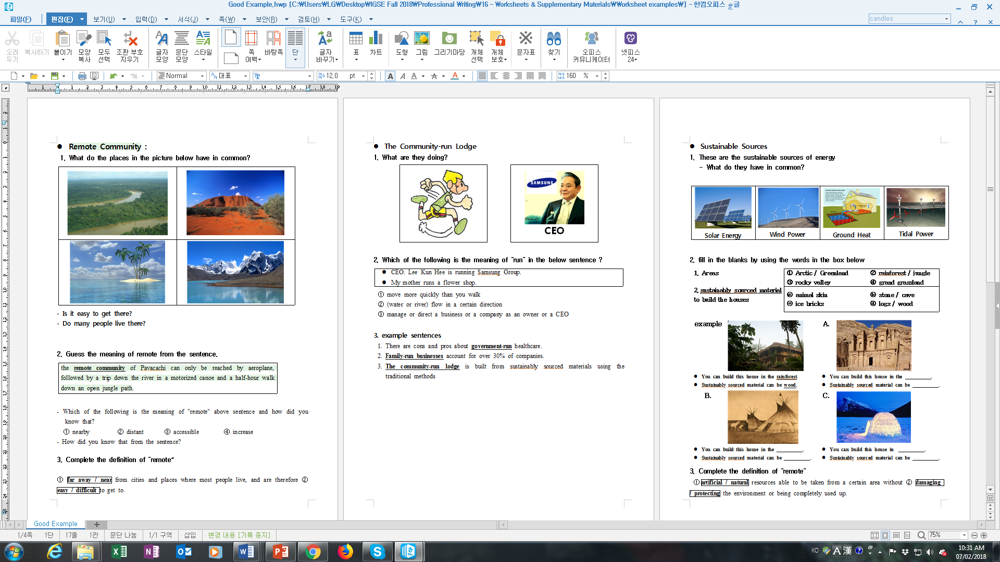 Good Example.hwp [C:₩Users₩LG₩Desktop₩IGSE Fall 2018₩Professional Writing₩16 - Worksheets & Supplementary Materials₩Worksheet examples₩] - 한컴오피스 한글
파일(F) 편집(E) 보기(U) 입력(D) 서식(J) 쪽(W) 보안(R) 검토(H) 도구(K)
candles
오려 두기
복사하기
붙이기
모양 복사
모두 선택
조판 부호 지우기
글자 모양
문단 모양
스타일
쪽 여백
바탕쪽
단
글자 바꾸기
표
차트
도형
그림
그리기마당
개체 선택
개체 보호
문자표
찾기
오피스 커뮤니케이터
넷피스 24
Normal 대표 12.0 pt 160 %
Remote Community :
1. What do the places in the picture below have in common?
- Is it easy to get there?
- Do many people live there?
2. Guess the meaning of remote from the sentence.
the remote community of Pavacachi can only be reached by aeroplane,
followed by a trip down the river in a motorized canoe and a half-hour walk
down an open jungle path.
- Which of the following is the meaning of "remote" above sentence and how did you
know that?
① nearby ② distant ③ accessible ④ increase
- How did you know that from the sentence?
3. Complete the definition of "remote"
① far away / near from cities and places where most people live, and are therefore ②
easy / difficult to get to.
The Community-run Lodge
1. What are they doing?
SAMSUNG
CEO
2. Which of the following is the meaning of "run" in the below sentence ?
CEO. Lee Kun Hee is running Samsung Group.
My mother runs a flower shop.
① move more quickly than you walk
② (water or river) flow in a certain direction
③ manage or direct a business or a company as an owner or a CEO
3. example sentences
1. There are cons and pros about government-run healthcare.
2. Family-run businesses account for over 30% of companies.
3. The community-run lodge is built from sustainably sourced materials using the
traditional methods
Sustainable Sources
1. These are the sustainable sources of energy
- What do they have in common?
Solar Energy Wind Power Ground Heat Tidal Power
2. fill in the blanks by using the words in the box below
1. Areas
① Arctic / Greenland ② rainforest / jungle
③ rocky valley ④ grand grassland
2. sustainably sourced material
to build the houses
ⓐ animal skin ⓑ stone / cave
ⓒ ice bricks ⓓ logs / wood
example A.
You can build this house in the rainforest.
Sustainably sourced material can be wood.
You can build this house in the _________.
Sustainably sourced material can be _________.
B. C.
You can build this house in the _________.
Sustainably sourced material can be _________.
You can build this house in _________.
Sustainably sourced material can be _________.
3. Complete the definition of "remote"
① artificial / natural resources able to be taken from a certain area without ② damaging
/ protecting the environment or being completely used up.
Good Example
1/4쪽 1단 17줄 1칸 문단 나눔 1/1 구역 삽입 변경 내용 [기록 중지]
75%
KO A 漢
10:31 AM
07/02/2018